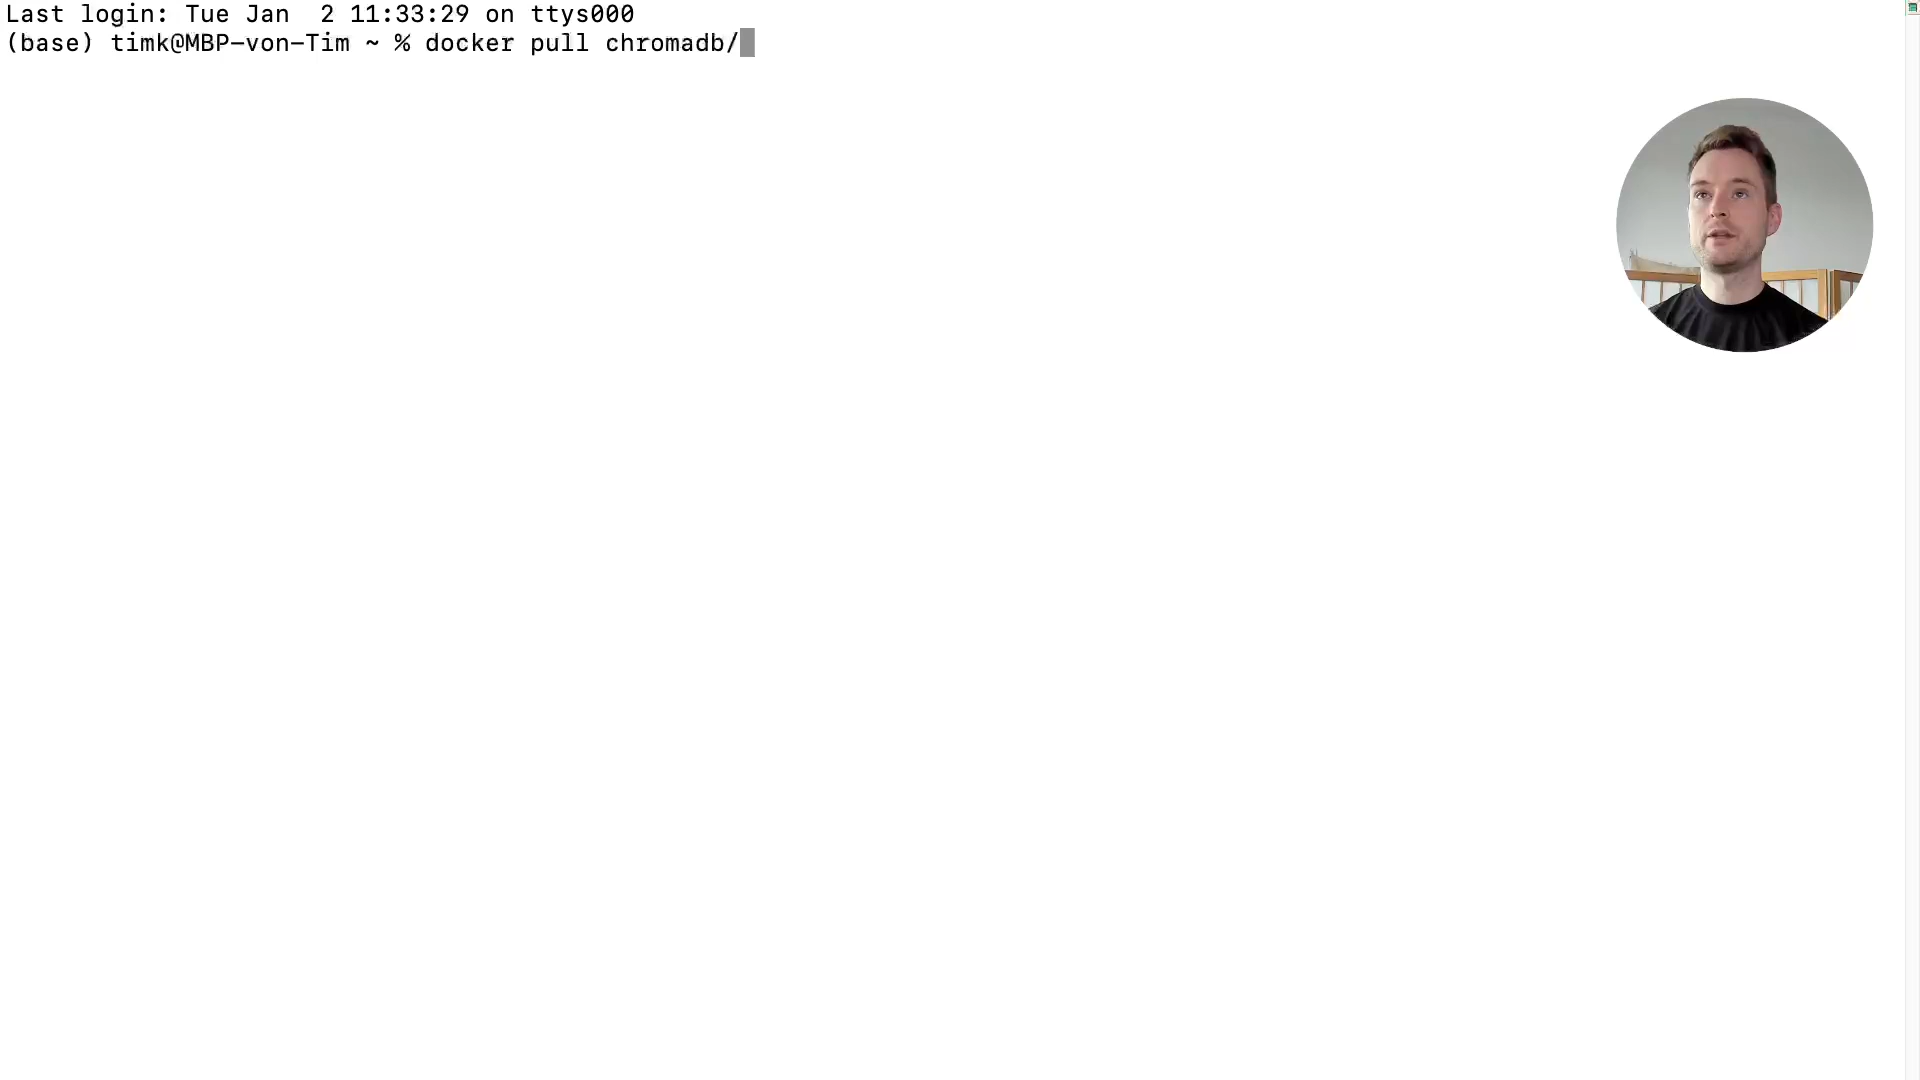 Last login: Tue Jan  2 11:33:29 on ttys000
(base) timk@MBP-von-Tim ~ % docker pull chromadb/